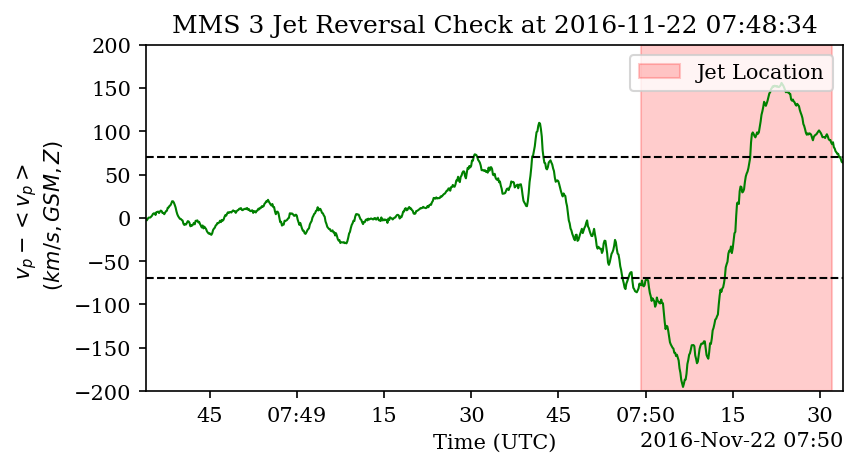 MMS 3 Jet Reversal Check at 2016-11-22 07:48:34
Jet Location
200
150
100
50
0
−50
−100
−150
−200
v_p − < v_p >
(km/s, GSM, Z)
45 07:49 15 30 45 07:50 15 30
Time (UTC)
2016-Nov-22 07:50